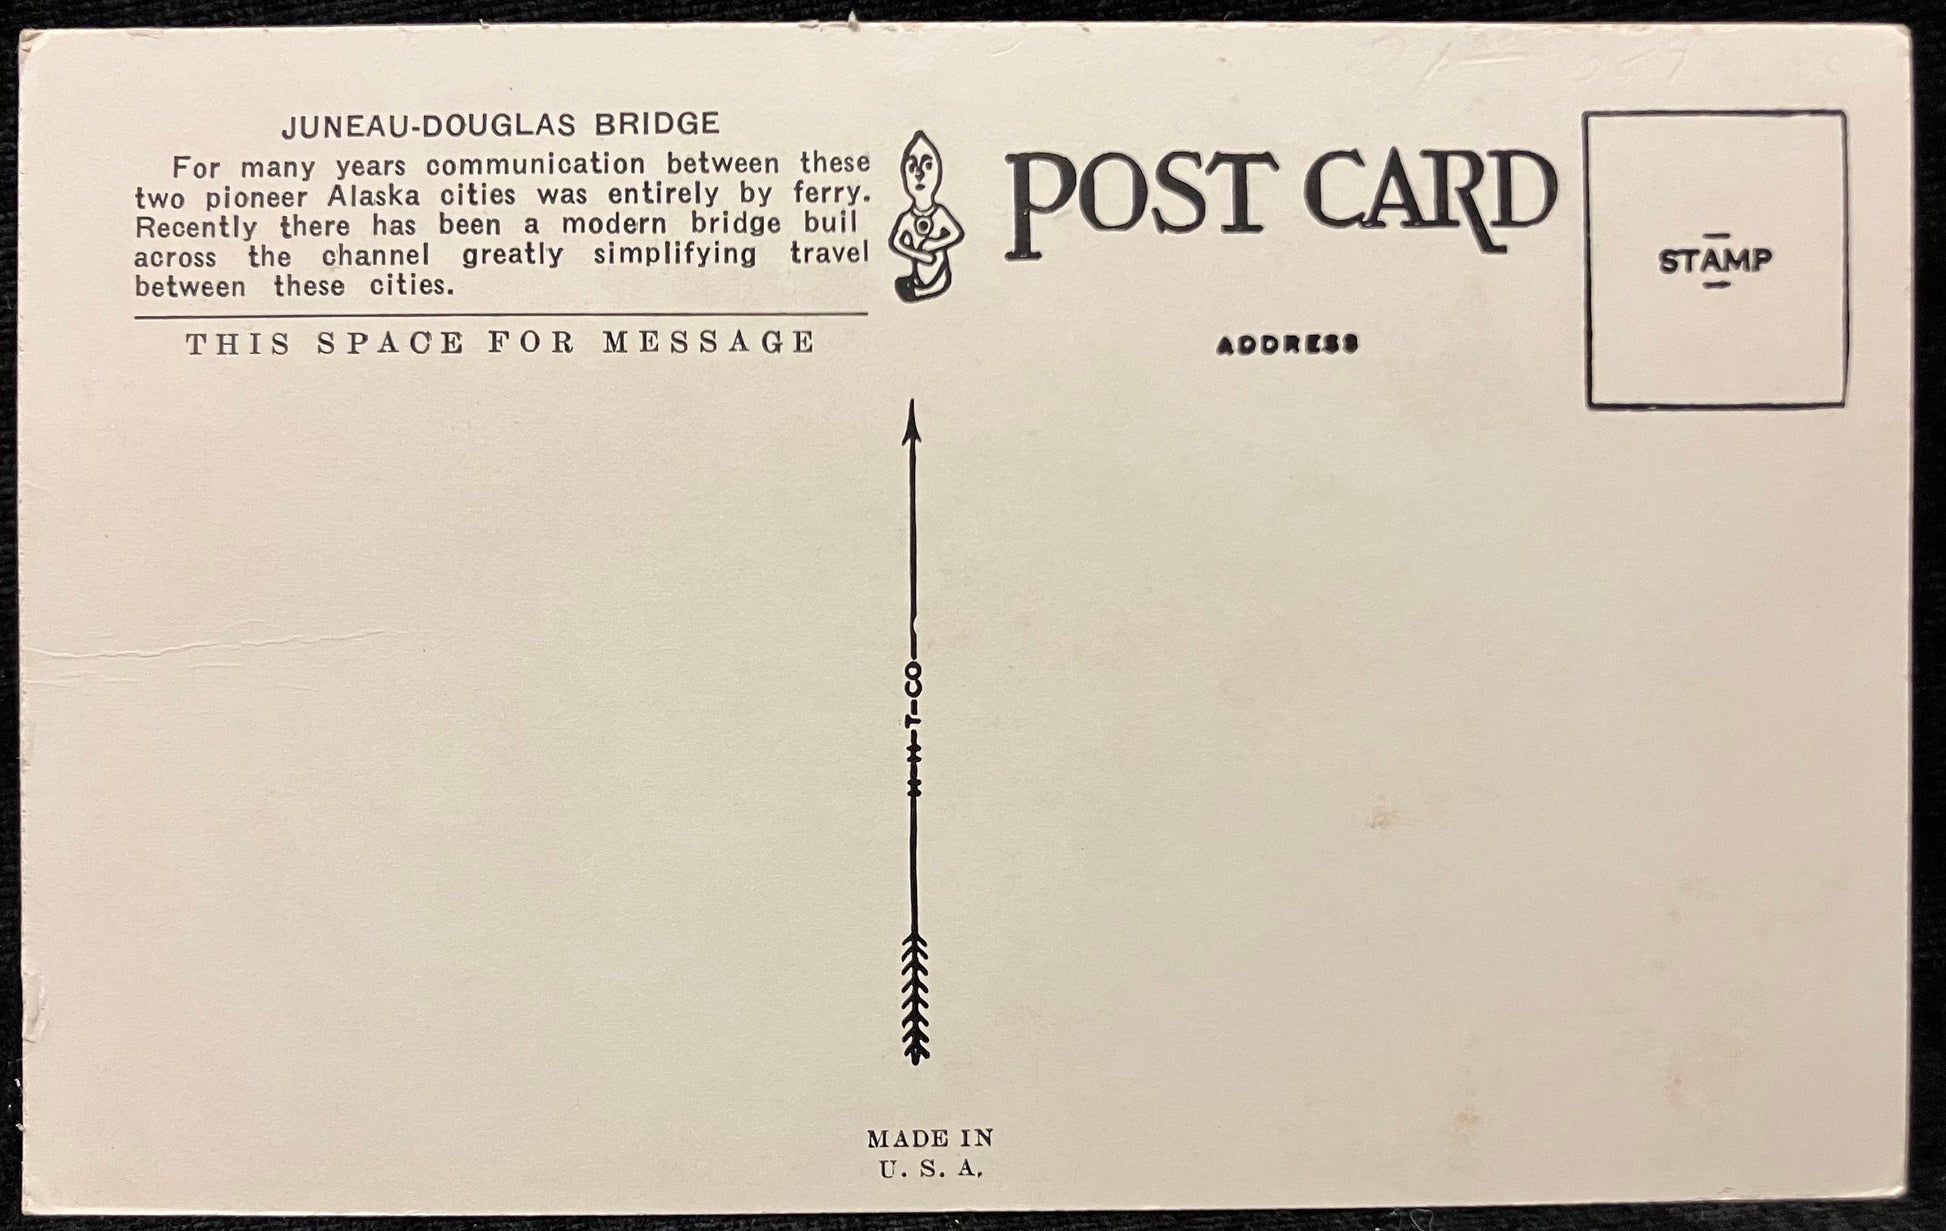 JUNEAU-DOUGLAS BRIDGE
For many years communication between these
two pioneer Alaska cities was entirely by ferry.
Recently there has been a modern bridge buil
across the channel greatly simplifying travel
between these cities.
THIS SPACE FOR MESSAGE
POST CARD
ADDRESS
STAMP
H-H-T-CO
MADE IN
U. S. A.